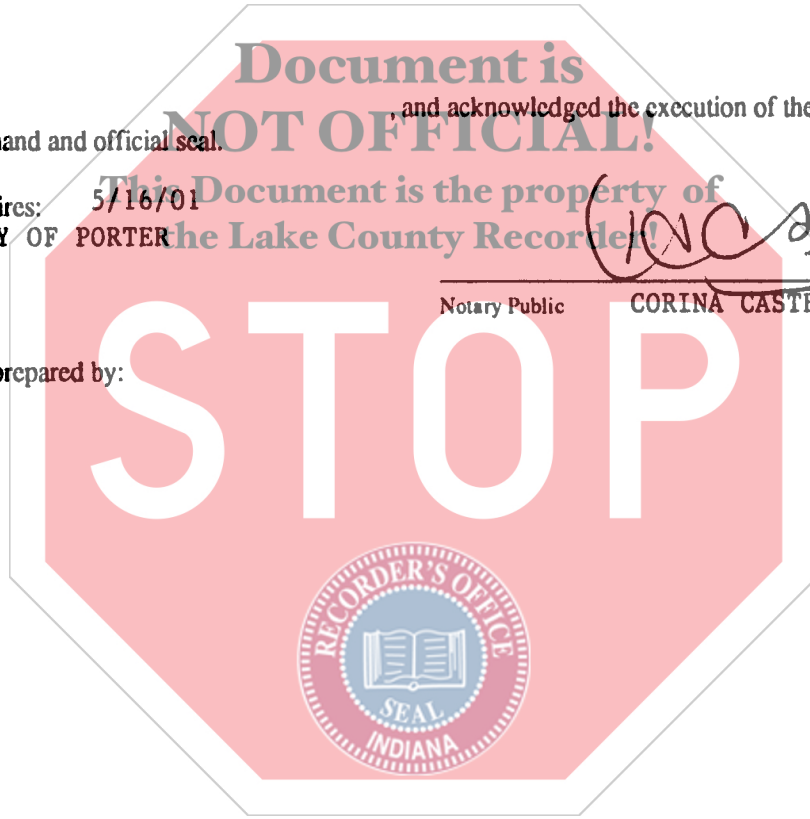 Document is
, and acknowledged the execution of the
NOT OFFICIAL!
and and official seal.
This Document is the property of
ires: 5/16/01
the Lake County Recorder!
Y OF PORTER
Notary Public CORINA CASTE
prepared by:
STOP
RECORDER'S OFFICE
SEAL
INDIANA